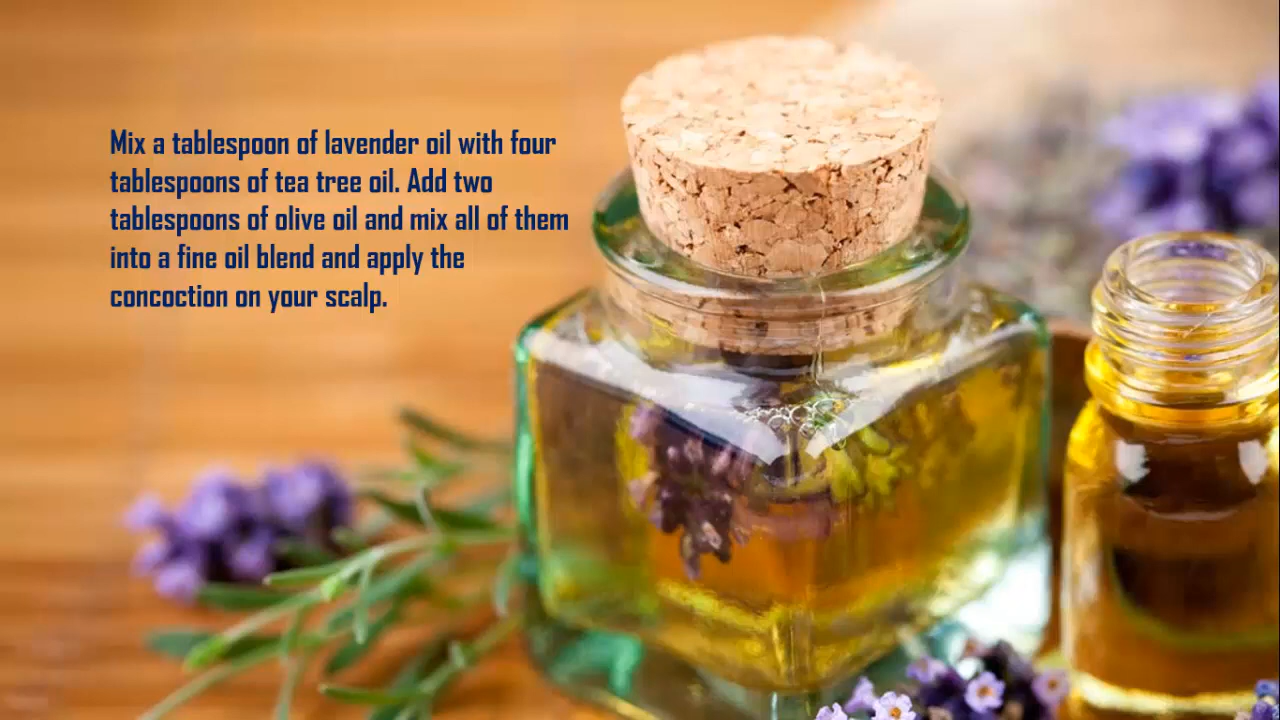 Mix a tablespoon of lavender oil with four
tablespoons of tea tree oil. Add two
tablespoons of olive oil and mix all of them
into a fine oil blend and apply the
concoction on your scalp.